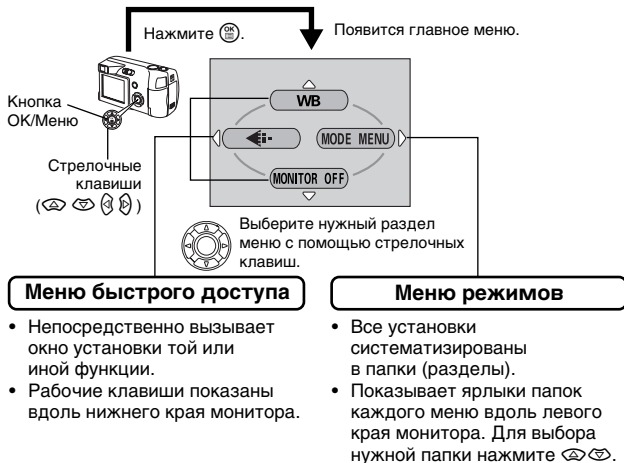 Нажмите OK.
Появится главное меню.
Кнопка
OK/Меню
Стрелочные
клавиши
( )
WB
MODE MENU
MONITOR OFF
Выберите нужный раздел
меню с помощью стрелочных
клавиш.
Меню быстрого доступа
• Непосредственно вызывает
окно установки той или
иной функции.
• Рабочие клавиши показаны
вдоль нижнего края монитора.
Меню режимов
• Все установки
систематизированы
в папки (разделы).
• Показывает ярлыки папок
каждого меню вдоль левого
края монитора. Для выбора
нужной папки нажмите .